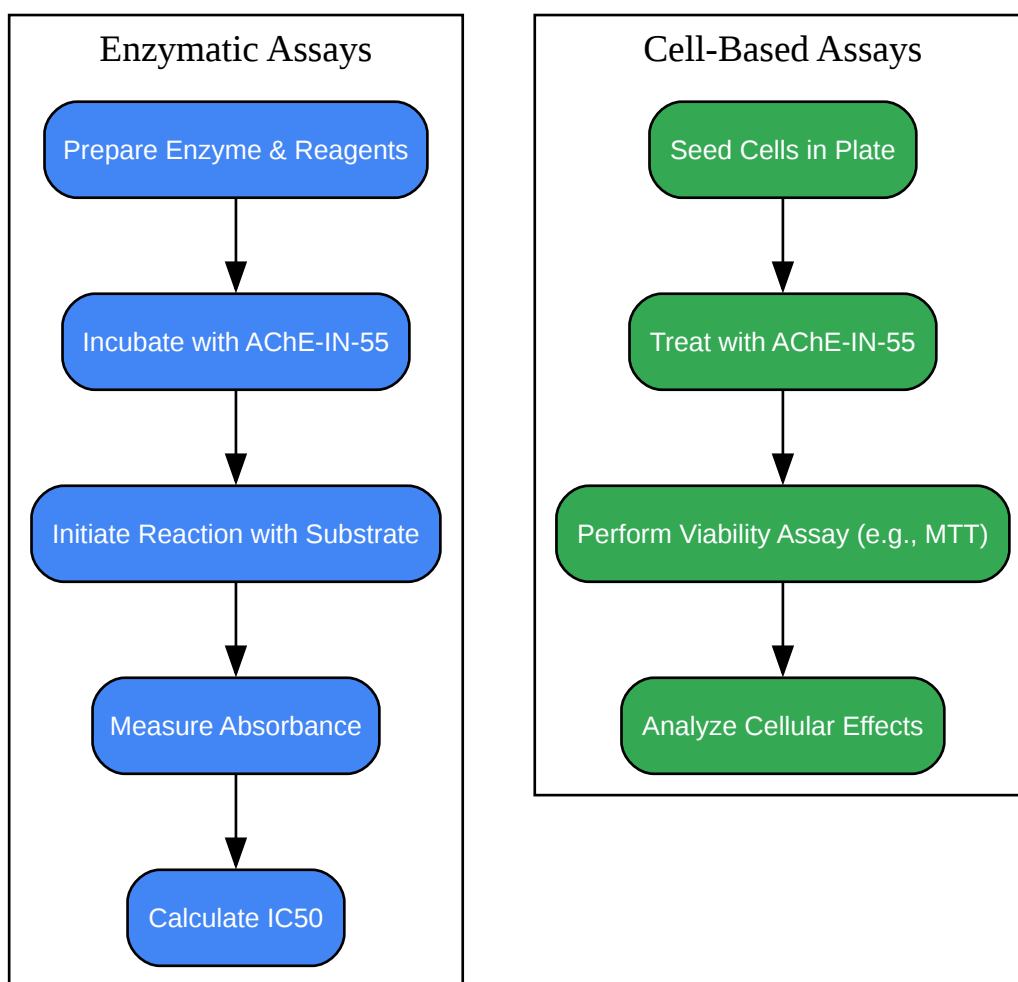 Enzymatic Assays
Prepare Enzyme & Reagents
Incubate with AChE-IN-55
Initiate Reaction with Substrate
Measure Absorbance
Calculate IC50
Cell-Based Assays
Seed Cells in Plate
Treat with AChE-IN-55
Perform Viability Assay (e.g., MTT)
Analyze Cellular Effects